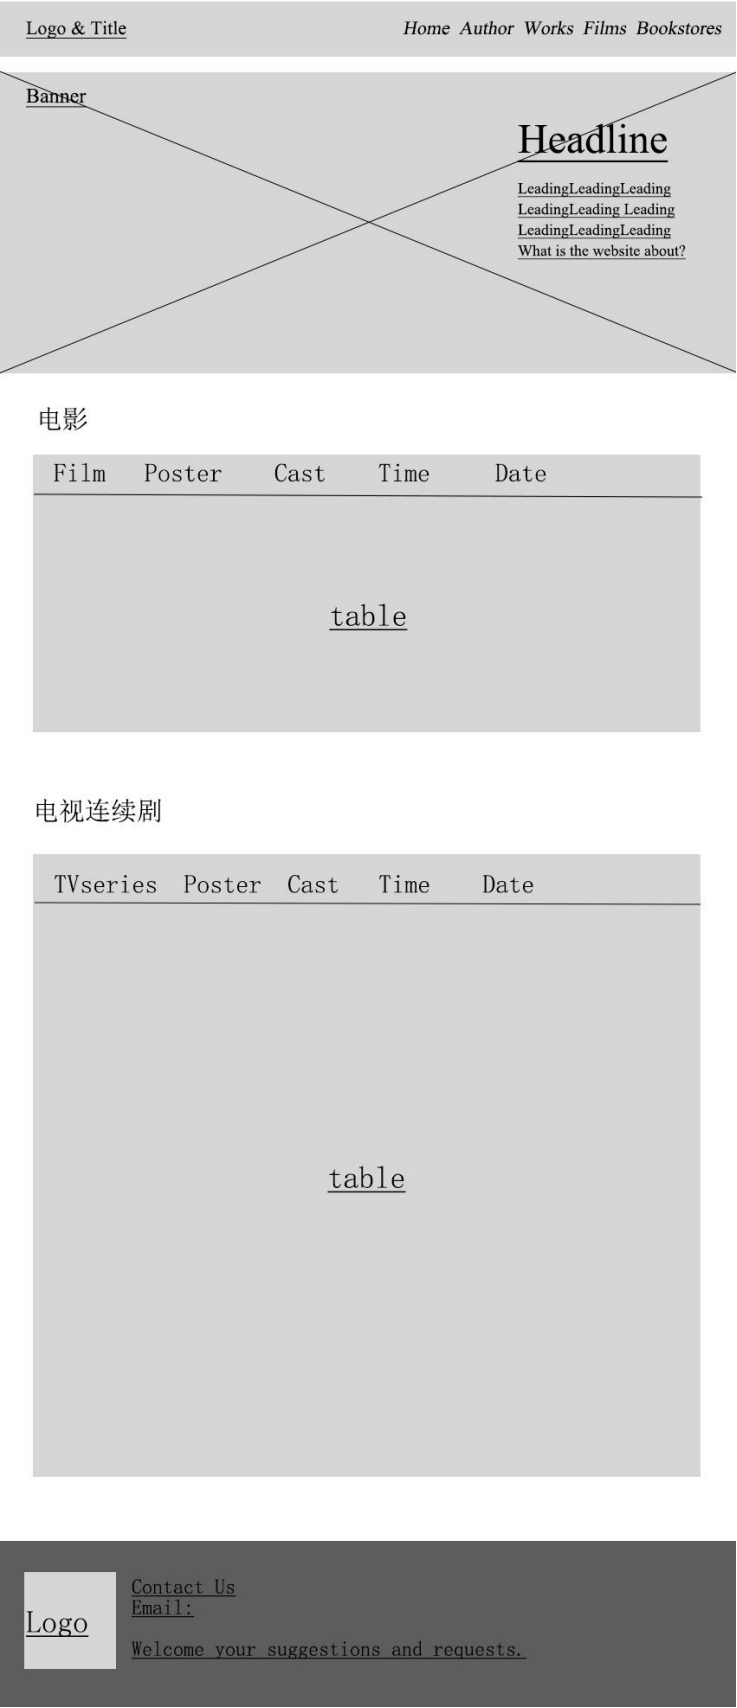 Logo & Title
Home Author Works Films Bookstores
Banner
Headline
LeadingLeadingLeading
LeadingLeading Leading
LeadingLeadingLeading
What is the website about?
电影
Film Poster Cast Time Date
table
电视连续剧
TVseries Poster Cast Time Date
table
Logo
Contact Us
Email:
Welcome your suggestions and requests.